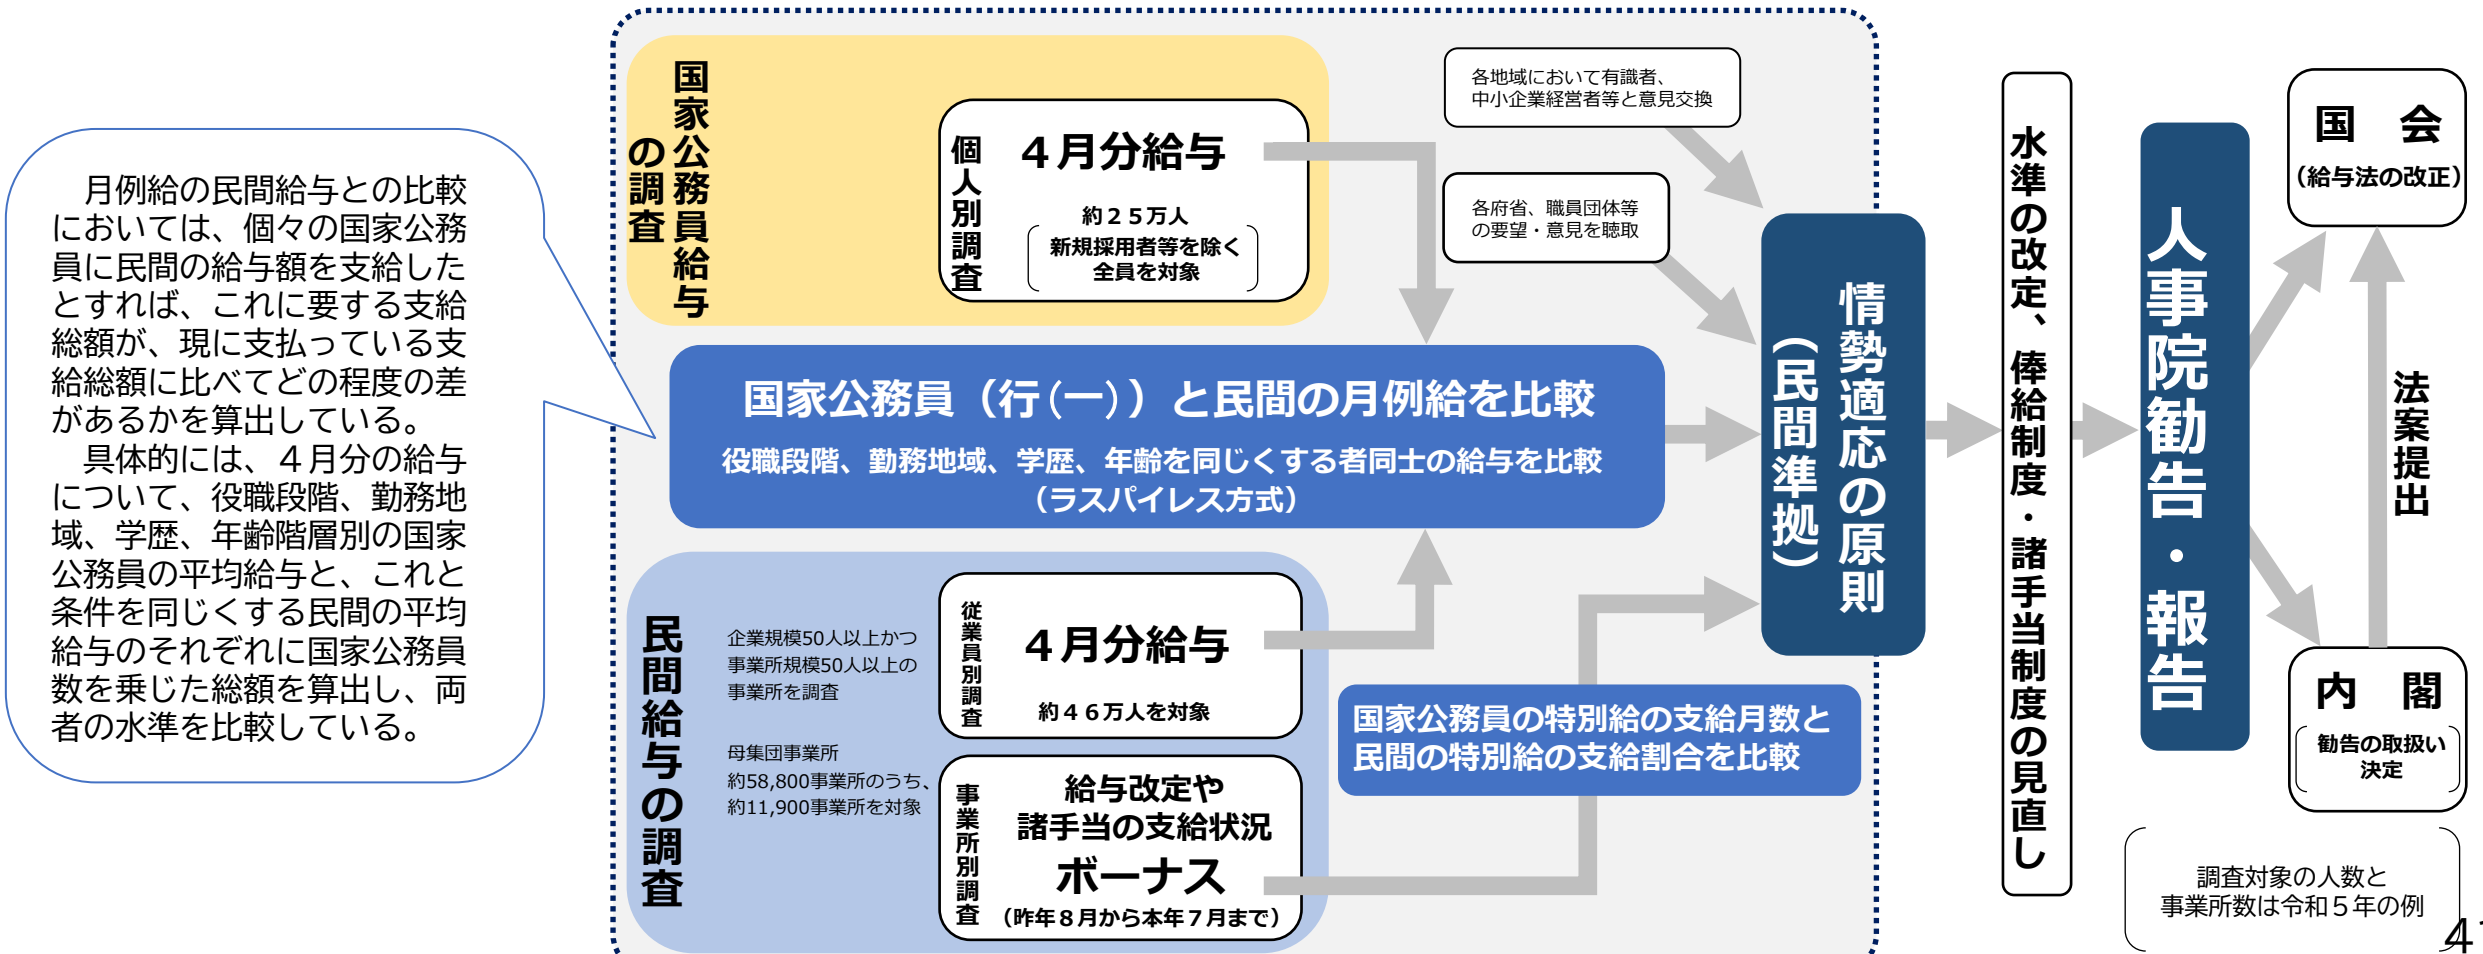 月例給の民間給与との比較
においては、個々の国家公務
員に民間の給与額を支給した
とすれば、これに要する支給
総額が、現に支払っている支
給総額に比べてどの程度の差
があるかを算出している。
具体的には、４月分の給与
について、役職段階、勤務地
域、学歴、年齢階層別の国家
公務員の平均給与と、これと
条件を同じくする民間の平均
給与のそれぞれに国家公務員
数を乗じた総額を算出し、両
者の水準を比較している。
国家公務員給与
の調査
個人別調査
４月分給与
約２５万人
新規採用者等を除く
全員を対象
各地域において有識者、
中小企業経営者等と意見交換
各府省、職員団体等
の要望・意見を聴取
国家公務員（行(一)）と民間の月例給を比較
役職段階、勤務地域、学歴、年齢を同じくする者同士の給与を比較
（ラスパイレス方式）
民間給与の調査
企業規模50人以上かつ
事業所規模50人以上の
事業所を調査
母集団事業所
約58,800事業所のうち、
約11,900事業所を対象
従業員別調査
４月分給与
約４６万人を対象
事業所別調査
給与改定や
諸手当の支給状況
ボーナス
（昨年８月から本年７月まで）
国家公務員の特別給の支給月数と
民間の特別給の支給割合を比較
情勢適応の原則
（民間準拠）
水準の改定、俸給制度・諸手当制度の見直し
人事院勧告・報告
国　会
（給与法の改正）
法案提出
内　閣
勧告の取扱い
決定
調査対象の人数と
事業所数は令和５年の例